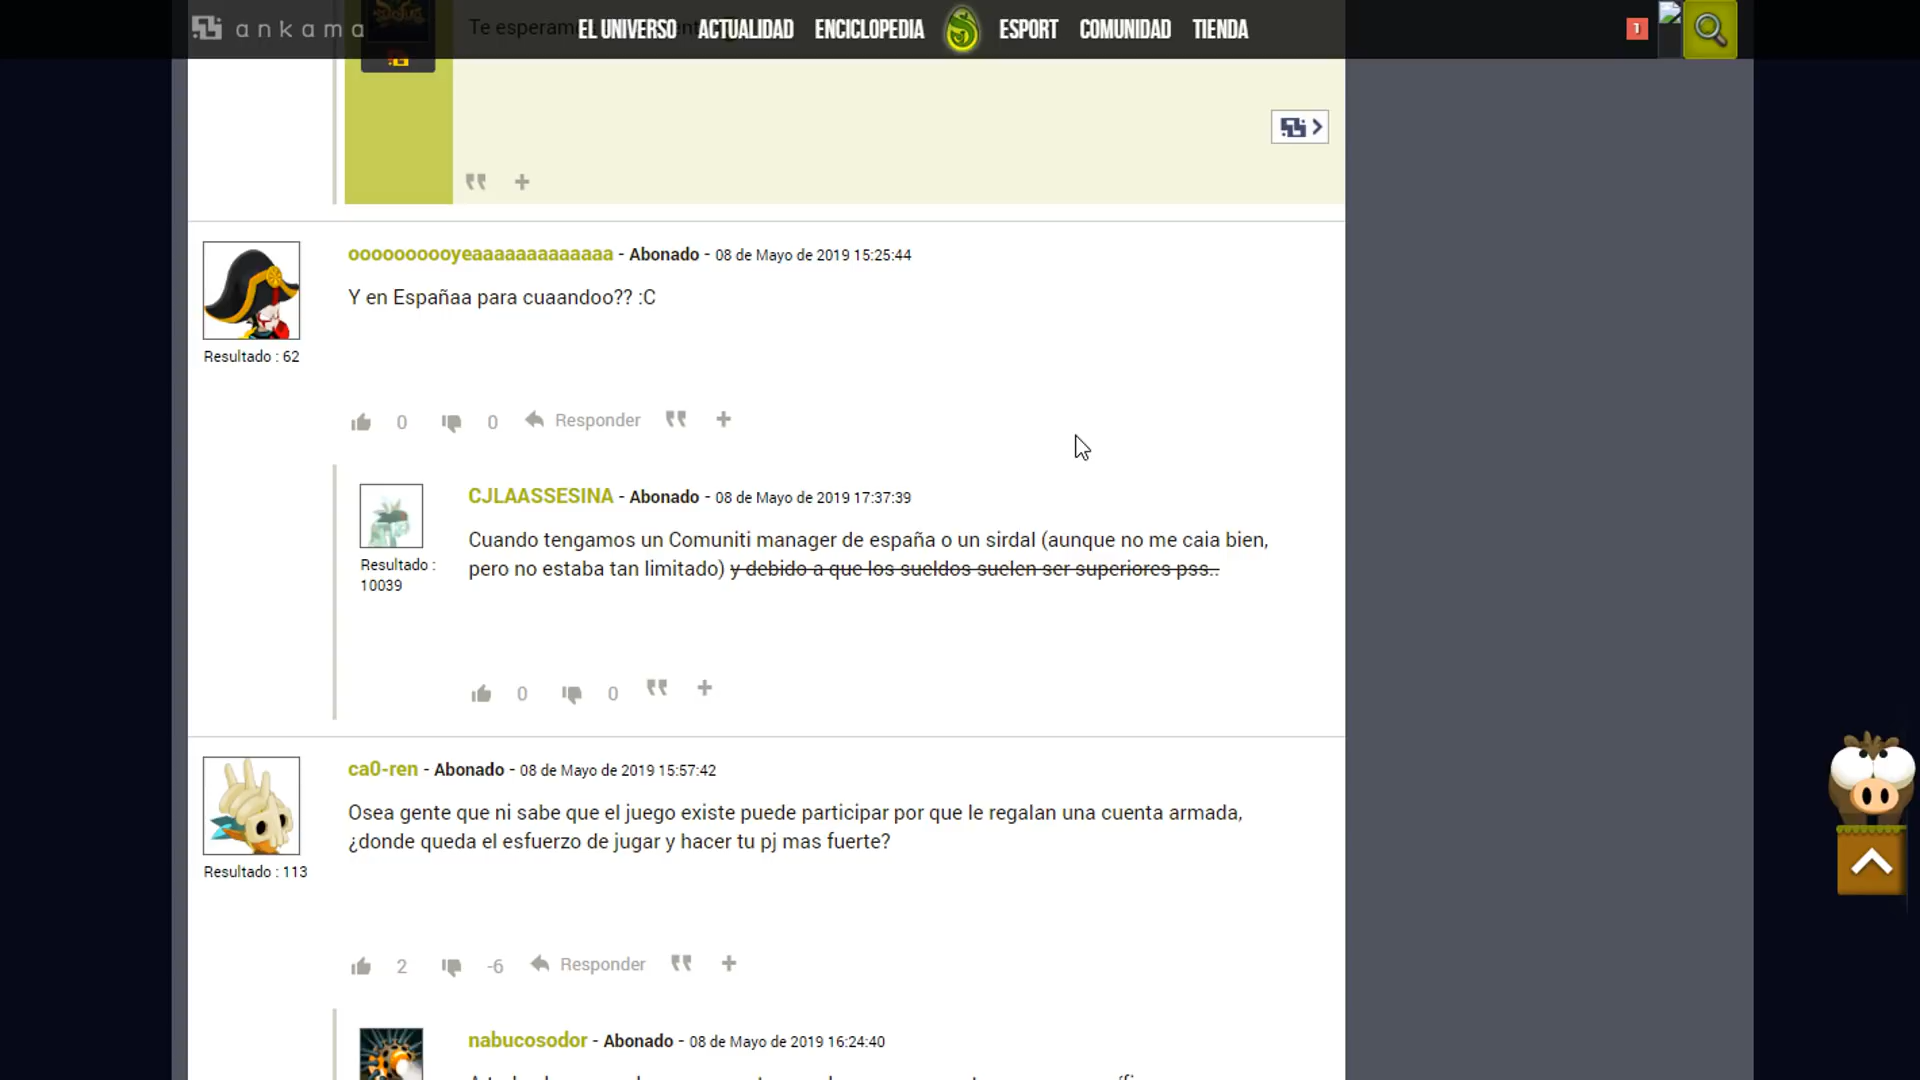 ankama
Te esperam
EL UNIVERSO
ACTUALIDAD
ENCICLOPEDIA
ESPORT
COMUNIDAD
TIENDA
1
oooooooooyeaaaaaaaaaaaaa - Abonado - 08 de Mayo de 2019 15:25:44
Y en Españaa para cuaandoo?? :C
Resultado : 62
0 0 Responder
CJLAASSESINA - Abonado - 08 de Mayo de 2019 17:37:39
Cuando tengamos un Comuniti manager de españa o un sirdal (aunque no me caia bien,
pero no estaba tan limitado) y debido a que los sueldos suelen ser superiores pss..
Resultado :
10039
0 0
ca0-ren - Abonado - 08 de Mayo de 2019 15:57:42
Osea gente que ni sabe que el juego existe puede participar por que le regalan una cuenta armada,
¿donde queda el esfuerzo de jugar y hacer tu pj mas fuerte?
Resultado : 113
2 -6 Responder
nabucosodor - Abonado - 08 de Mayo de 2019 16:24:40